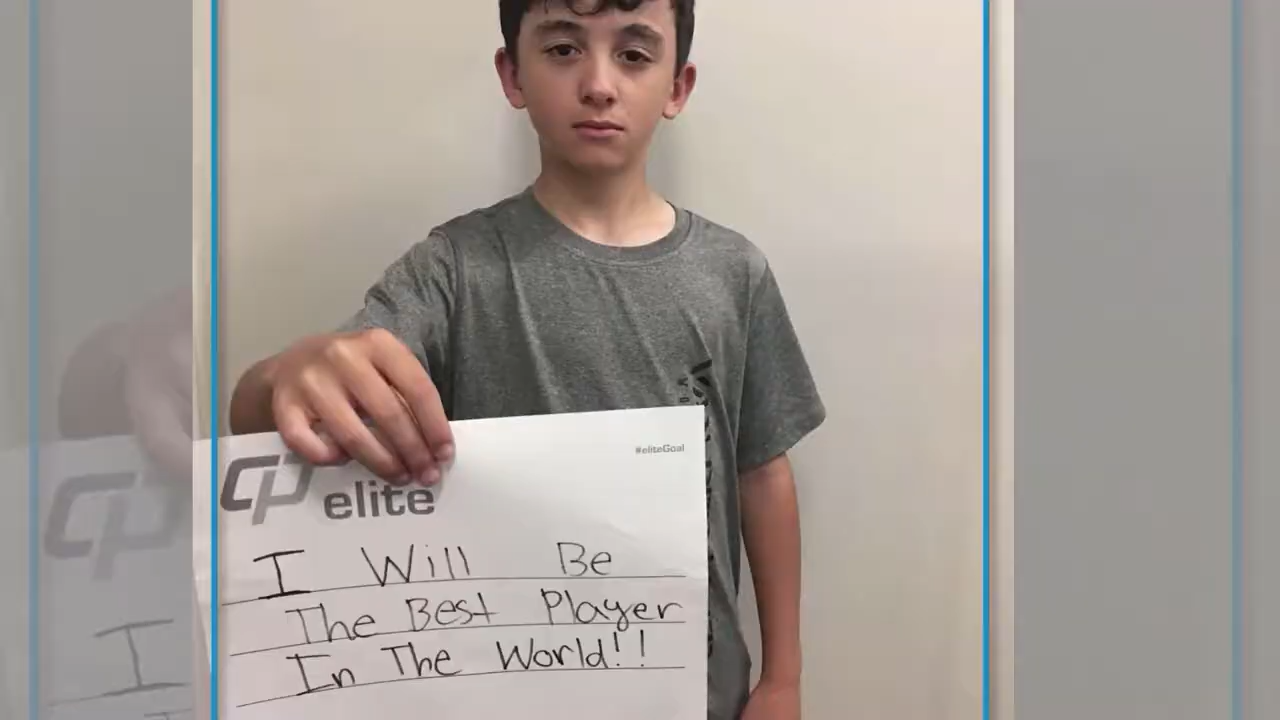 #eliteGoal
elite
I Will Be
The Best Player
In The World!!